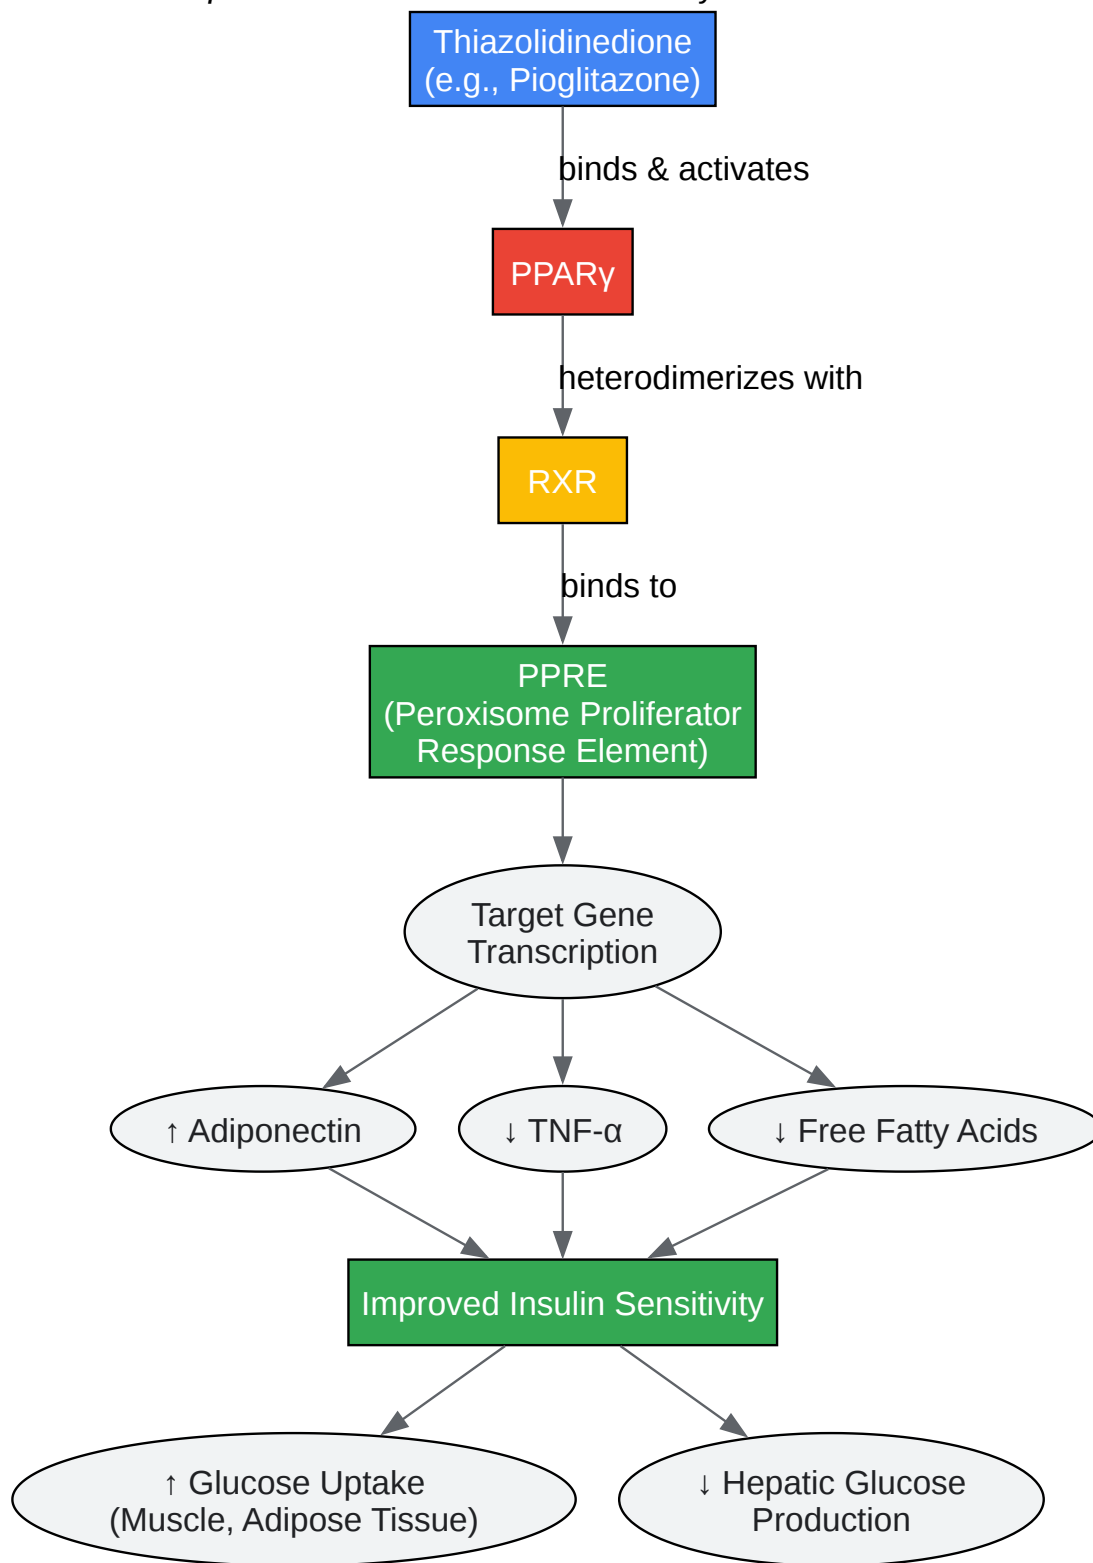 Thiazolidinedione
(e.g., Pioglitazone)
binds & activates
PPARγ
heterodimerizes with
RXR
binds to
PPRE
(Peroxisome Proliferator
Response Element)
Target Gene
Transcription
↑ Adiponectin
↓ TNF-α
↓ Free Fatty Acids
Improved Insulin Sensitivity
↑ Glucose Uptake
(Muscle, Adipose Tissue)
↓ Hepatic Glucose
Production